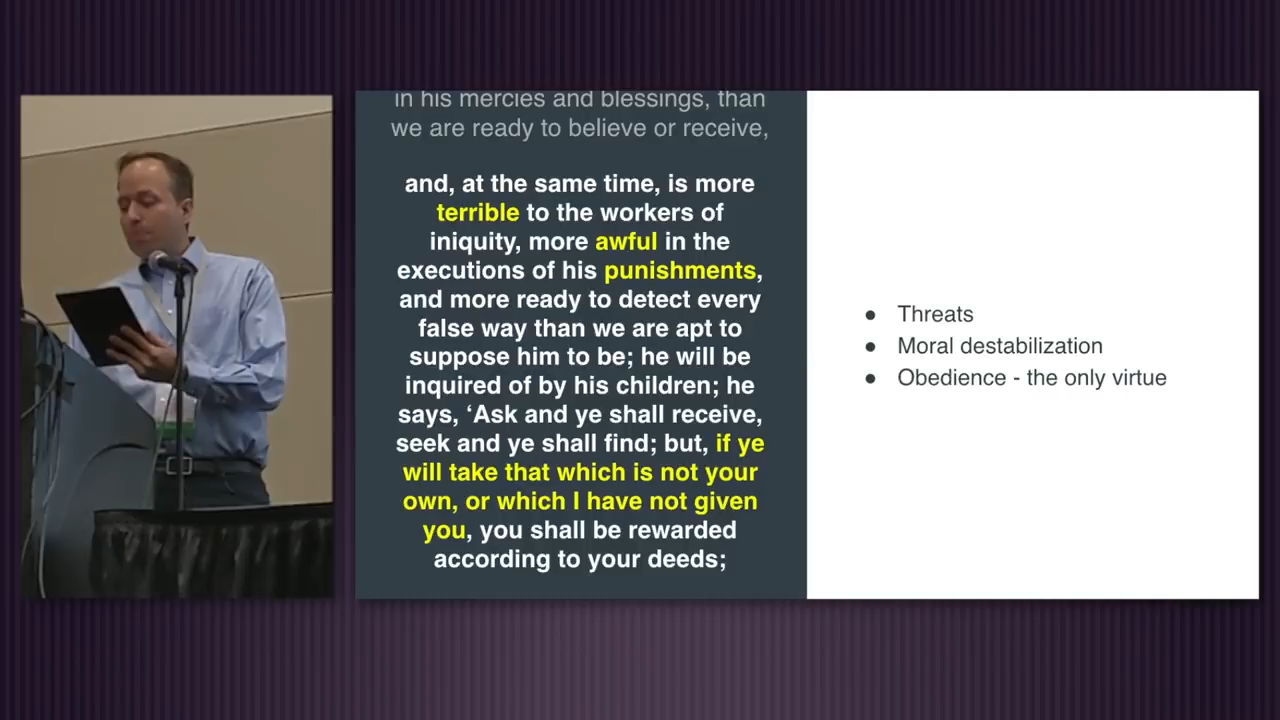 in his mercies and blessings, than
we are ready to believe or receive,
and, at the same time, is more
terrible to the workers of
iniquity, more awful in the
executions of his punishments,
and more ready to detect every
false way than we are apt to
suppose him to be; he will be
inquired of by his children; he
says, ‘Ask and ye shall receive,
seek and ye shall find; but, if ye
will take that which is not your
own, or which I have not given
you, you shall be rewarded
according to your deeds;
● Threats
● Moral destabilization
● Obedience - the only virtue